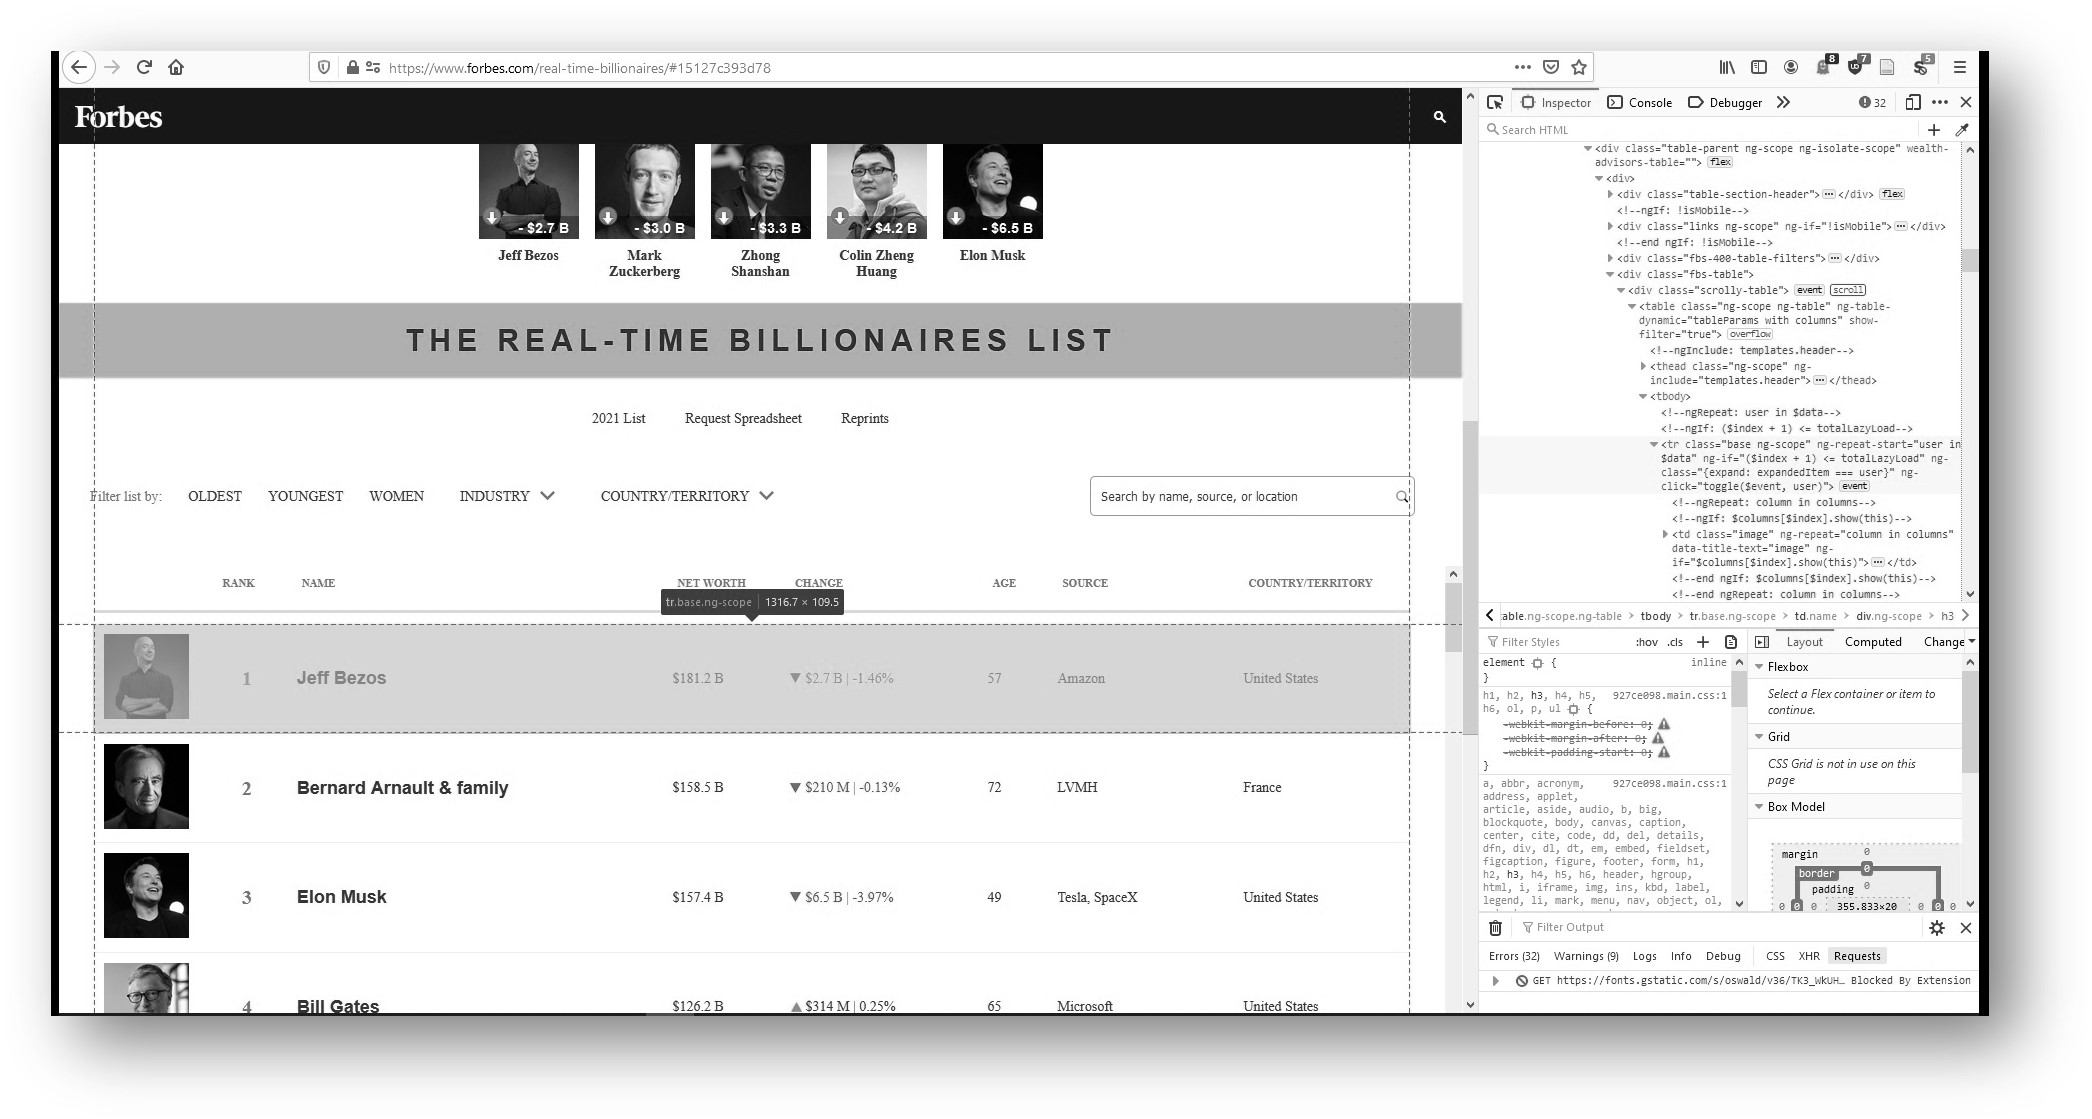 https://www.forbes.com/real-time-billionaires/#15127c393d78
8
7
5
Forbes
- $2.7 B
- $3.0 B
- $3.3 B
- $4.2 B
- $6.5 B
Jeff Bezos
Mark Zuckerberg
Zhong Shanshan
Colin Zheng Huang
Elon Musk
THE REAL-TIME BILLIONAIRES LIST
2021 List Request Spreadsheet Reprints
Filter list by: OLDEST YOUNGEST WOMEN INDUSTRY COUNTRY/TERRITORY
Search by name, source, or location
RANK NAME NET WORTH CHANGE AGE SOURCE COUNTRY/TERRITORY
tr.base.ng-scope 1316.7 × 109.5
1 Jeff Bezos $181.2 B ▼ $2.7 B | -1.46% 57 Amazon United States
2 Bernard Arnault & family $158.5 B ▼ $210 M | -0.13% 72 LVMH France
3 Elon Musk $157.4 B ▼ $6.5 B | -3.97% 49 Tesla, SpaceX United States
4 Bill Gates $126.2 B ▲ $314 M | 0.25% 65 Microsoft United States
Inspector Console Debugger 32
Search HTML
<div class="table-parent ng-scope ng-isolate-scope" wealth-
advisors-table=""> flex
<div>
<div class="table-section-header">…</div> flex
<!--ngIf: !isMobile-->
<div class="links ng-scope" ng-if="!isMobile">…</div>
<!--end ngIf: !isMobile-->
<div class="fbs-400-table-filters">…</div>
<div class="fbs-table">
<div class="scrolly-table"> event scroll
<table class="ng-scope ng-table" ng-table-
dynamic="tableParams with columns" show-
filter="true"> overflow
<!--ngInclude: templates.header-->
<thead class="ng-scope" ng-
include="templates.header">…</thead>
<tbody>
<!--ngRepeat: user in $data-->
<!--ngIf: ($index + 1) <= totalLazyLoad-->
<tr class="base ng-scope" ng-repeat-start="user in
$data" ng-if="($index + 1) <= totalLazyLoad" ng-
class="{expand: expandedItem === user}" ng-
click="toggle($event, user)"> event
<!--ngRepeat: column in columns-->
<!--ngIf: $columns[$index].show(this)-->
<td class="image" ng-repeat="column in columns"
data-title-text="image" ng-
if="$columns[$index].show(this)">…</td>
<!--end ngIf: $columns[$index].show(this)-->
<!--end ngRepeat: column in columns-->
able.ng-scope.ng-table > tbody > tr.base.ng-scope > td.name > div.ng-scope > h3
Filter Styles :hov .cls +
element { inline
}
h1, h2, h3, h4, h5, 927ce098.main.css:1
h6, ol, p, ul {
-webkit-margin-before: 0;
-webkit-margin-after: 0;
-webkit-padding-start: 0;
}
a, abbr, acronym, 927ce098.main.css:1
address, applet,
article, aside, audio, b, big,
blockquote, body, canvas, caption,
center, cite, code, dd, del, details,
dfn, div, dl, dt, em, embed, fieldset,
figcaption, figure, footer, form, h1,
h2, h3, h4, h5, h6, header, hgroup,
html, i, iframe, img, ins, kbd, label,
legend, li, mark, menu, nav, object, ol,
Layout Computed Change
Flexbox
Select a Flex container or item to
continue.
Grid
CSS Grid is not in use on this
page
Box Model
margin 0
border 0
padding 0
0 0 0 355.833×20 0 0 0
Filter Output
Errors (32) Warnings (9) Logs Info Debug CSS XHR Requests
GET https://fonts.gstatic.com/s/oswald/v36/TK3_WkUH… Blocked By Extension